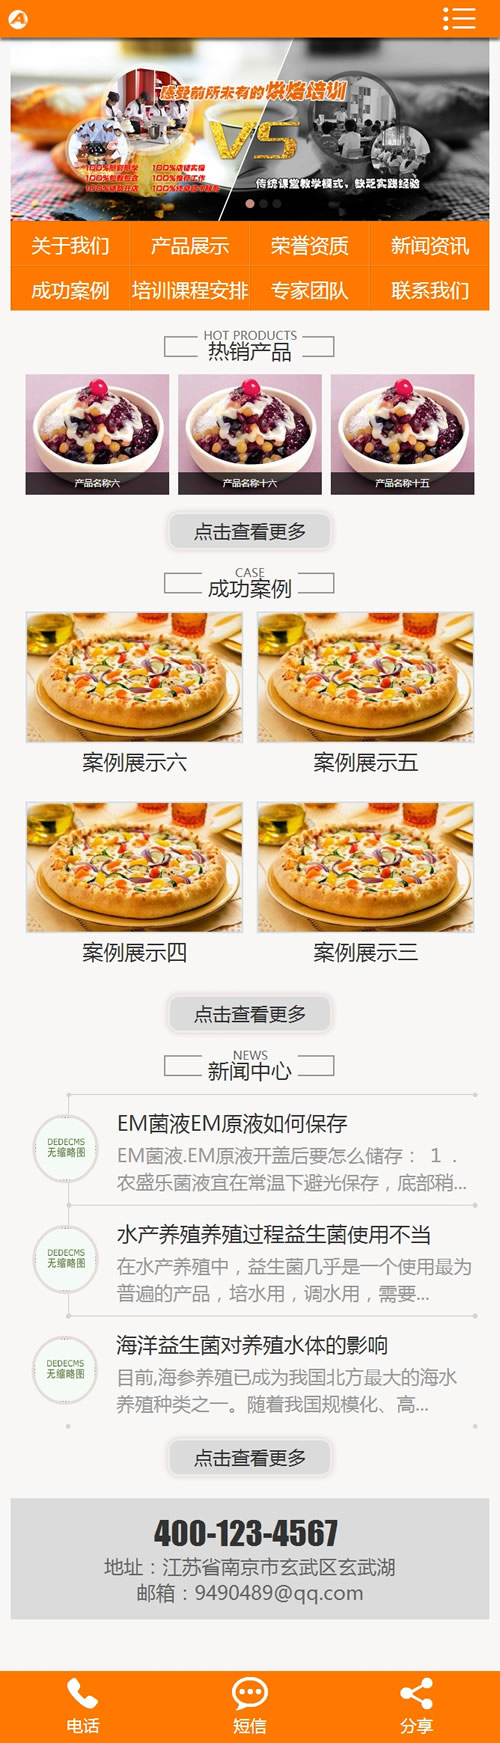 A
感受前所未有的烘焙培训
VS
传统课堂教学模式，缺乏实践经验
关于我们 产品展示 荣誉资质 新闻资讯
成功案例 培训课程安排 专家团队 联系我们
HOT PRODUCTS
热销产品
产品名称六 产品名称十六 产品名称十五
点击查看更多
CASE
成功案例
案例展示六 案例展示五
案例展示四 案例展示三
点击查看更多
NEWS
新闻中心
DEDECMS
无缩略图
EM菌液EM原液如何保存
EM菌液.EM原液开盖后要怎么储存： 1．
农盛乐菌液宜在常温下避光保存，底部稍...
DEDECMS
无缩略图
水产养殖养殖过程益生菌使用不当
在水产养殖中，益生菌几乎是一个使用最为
普遍的产品，培水用，调水用，需要...
DEDECMS
无缩略图
海洋益生菌对养殖水体的影响
目前,海参养殖已成为我国北方最大的海水
养殖种类之一。随着我国规模化、高...
点击查看更多
400-123-4567
地址：江苏省南京市玄武区玄武湖
邮箱：9490489@qq.com
电话 短信 分享